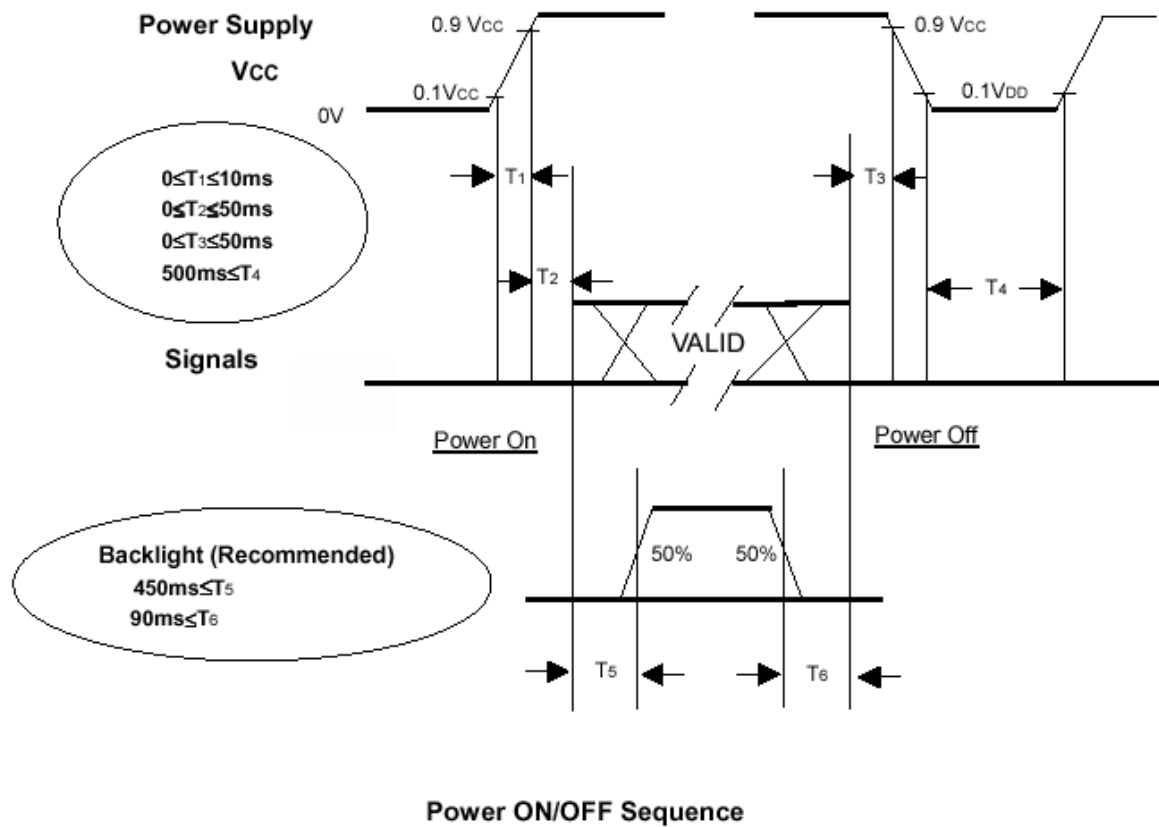 Power Supply
VCC
0.9 VCC
0.9 VCC
0.1VCC
0.1VDD
0V
0≤T1≤10ms
0≤T2≤50ms
0≤T3≤50ms
500ms≤T4
T1
T3
T2
T4
Signals
VALID
Power On
Power Off
Backlight (Recommended)
450ms≤T5
90ms≤T6
50%
50%
T5
T6
Power ON/OFF Sequence